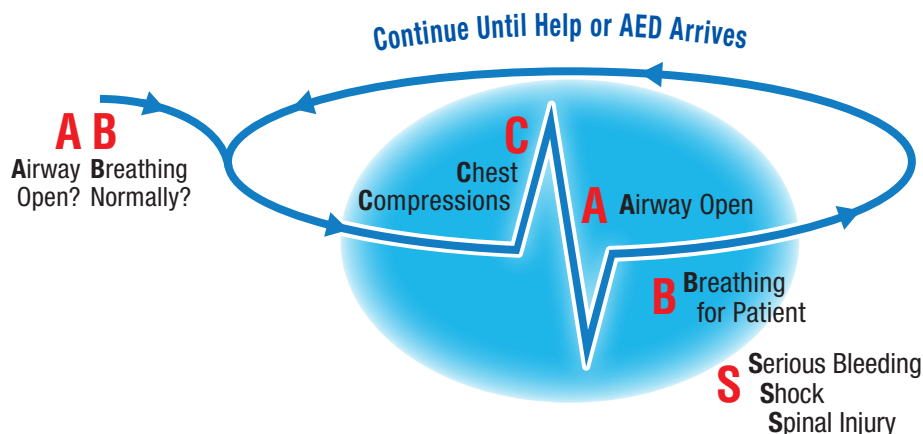 Continue Until Help or AED Arrives
A B
Airway Breathing
Open? Normally?
C
Chest
Compressions
A Airway Open
B Breathing
for Patient
S Serious Bleeding
Shock
Spinal Injury